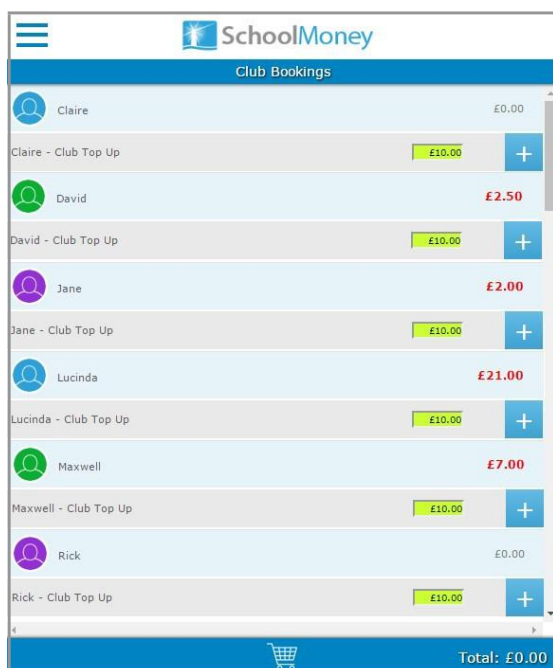 SchoolMoney
Club Bookings
Claire £0.00
Claire - Club Top Up £10.00 +
David £2.50
David - Club Top Up £10.00 +
Jane £2.00
Jane - Club Top Up £10.00 +
Lucinda £21.00
Lucinda - Club Top Up £10.00 +
Maxwell £7.00
Maxwell - Club Top Up £10.00 +
Rick £0.00
Rick - Club Top Up £10.00 +
Total: £0.00